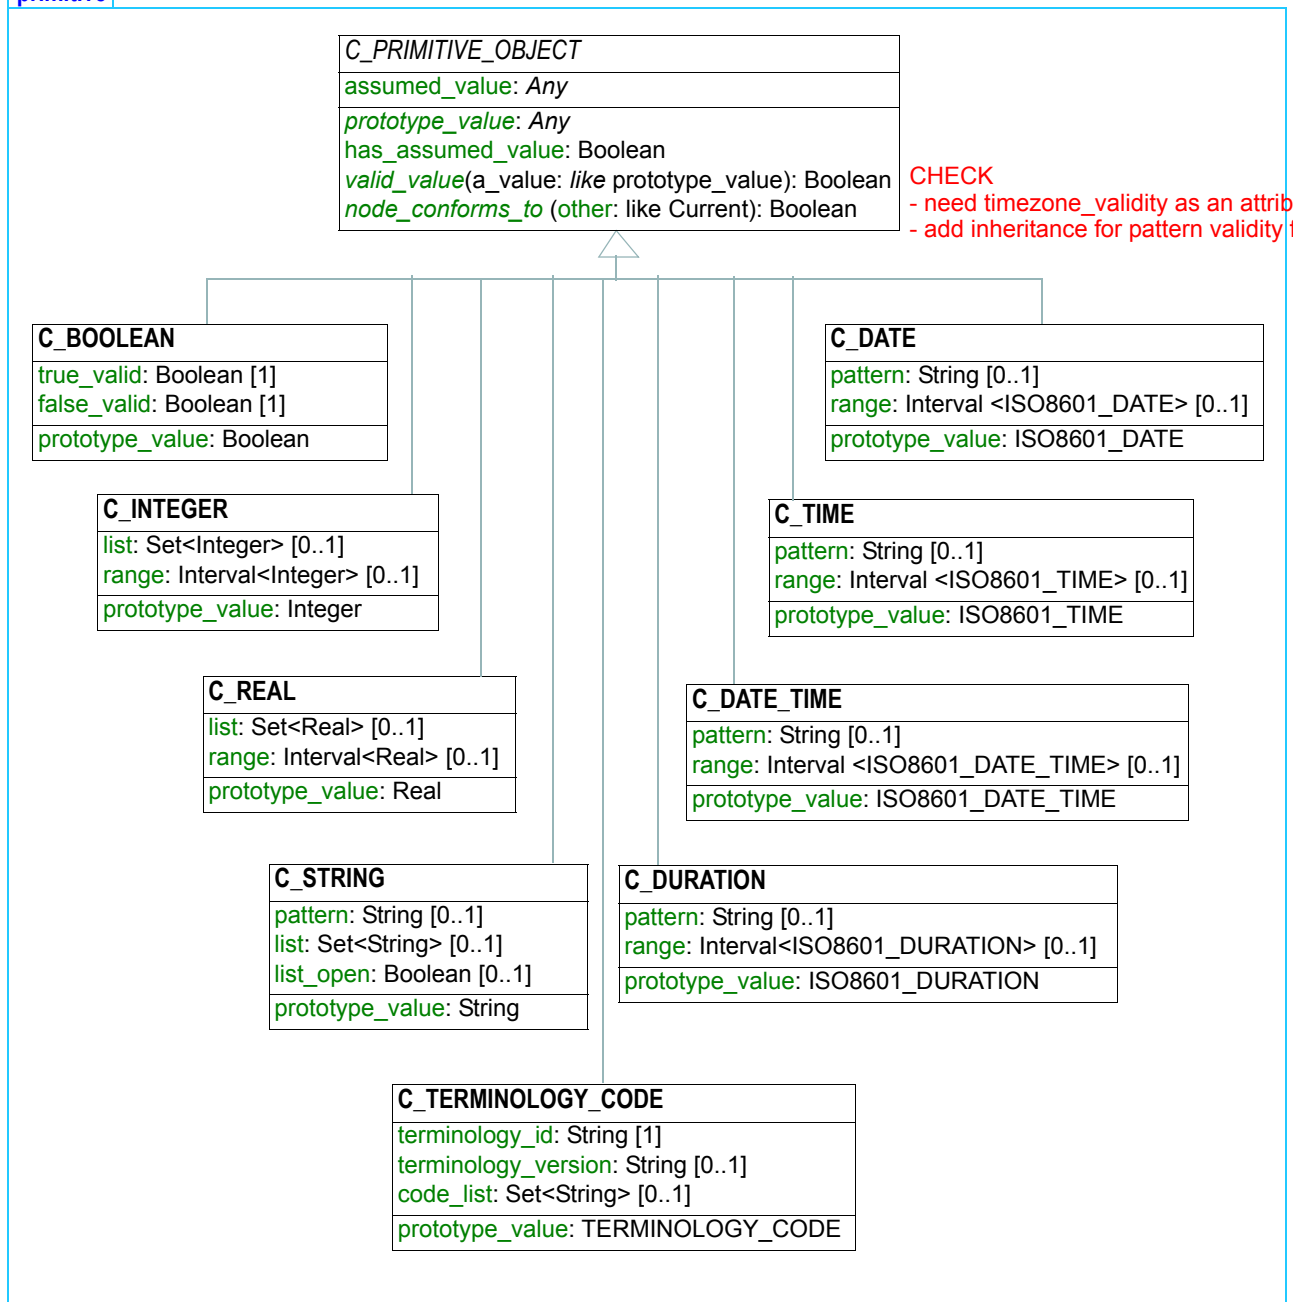 primitive
C_PRIMITIVE_OBJECT
assumed_value: Any
prototype_value: Any
has_assumed_value: Boolean
valid_value(a_value: like prototype_value): Boolean
node_conforms_to (other: like Current): Boolean
CHECK
- need timezone_validity as an attrib
- add inheritance for pattern validity f
C_BOOLEAN
true_valid: Boolean [1]
false_valid: Boolean [1]
prototype_value: Boolean
C_DATE
pattern: String [0..1]
range: Interval <ISO8601_DATE> [0..1]
prototype_value: ISO8601_DATE
C_INTEGER
list: Set<Integer> [0..1]
range: Interval<Integer> [0..1]
prototype_value: Integer
C_TIME
pattern: String [0..1]
range: Interval <ISO8601_TIME> [0..1]
prototype_value: ISO8601_TIME
C_REAL
list: Set<Real> [0..1]
range: Interval<Real> [0..1]
prototype_value: Real
C_DATE_TIME
pattern: String [0..1]
range: Interval <ISO8601_DATE_TIME> [0..1]
prototype_value: ISO8601_DATE_TIME
C_STRING
pattern: String [0..1]
list: Set<String> [0..1]
list_open: Boolean [0..1]
prototype_value: String
C_DURATION
pattern: String [0..1]
range: Interval<ISO8601_DURATION> [0..1]
prototype_value: ISO8601_DURATION
C_TERMINOLOGY_CODE
terminology_id: String [1]
terminology_version: String [0..1]
code_list: Set<String> [0..1]
prototype_value: TERMINOLOGY_CODE